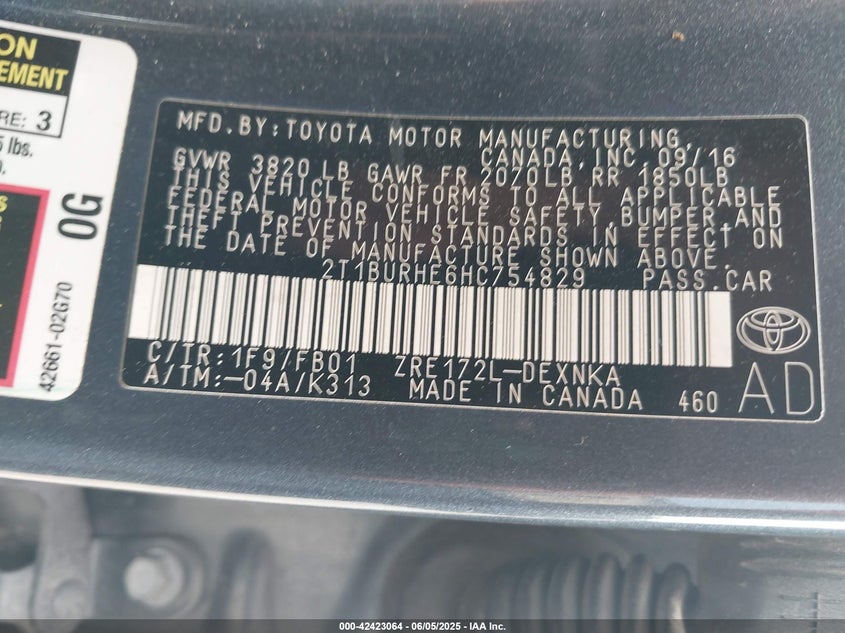 ON
EMENT
RE: 3
lbs.
0G
42661-02G70
MFD.BY:TOYOTA MOTOR MANUFACTURING,
CANADA,INC.09/16
GVWR 3820 LB GAWR FR 2070LB RR 1850LB
THIS VEHICLE CONFORMS TO ALL APPLICABLE
FEDERAL MOTOR VEHICLE SAFETY,BUMPER,AND
THEFT PREVENTION STANDARDS IN EFFECT ON
THE DATE OF MANUFACTURE SHOWN ABOVE.
2T1BURHE6HC754829 PASS.CAR
C/TR:1F9/FB01 ZRE172L-DEXNKA
A/TM:-04A/K313 MADE IN CANADA 460
AD
000-42423064 - 06/05/2025 - IAA Inc.